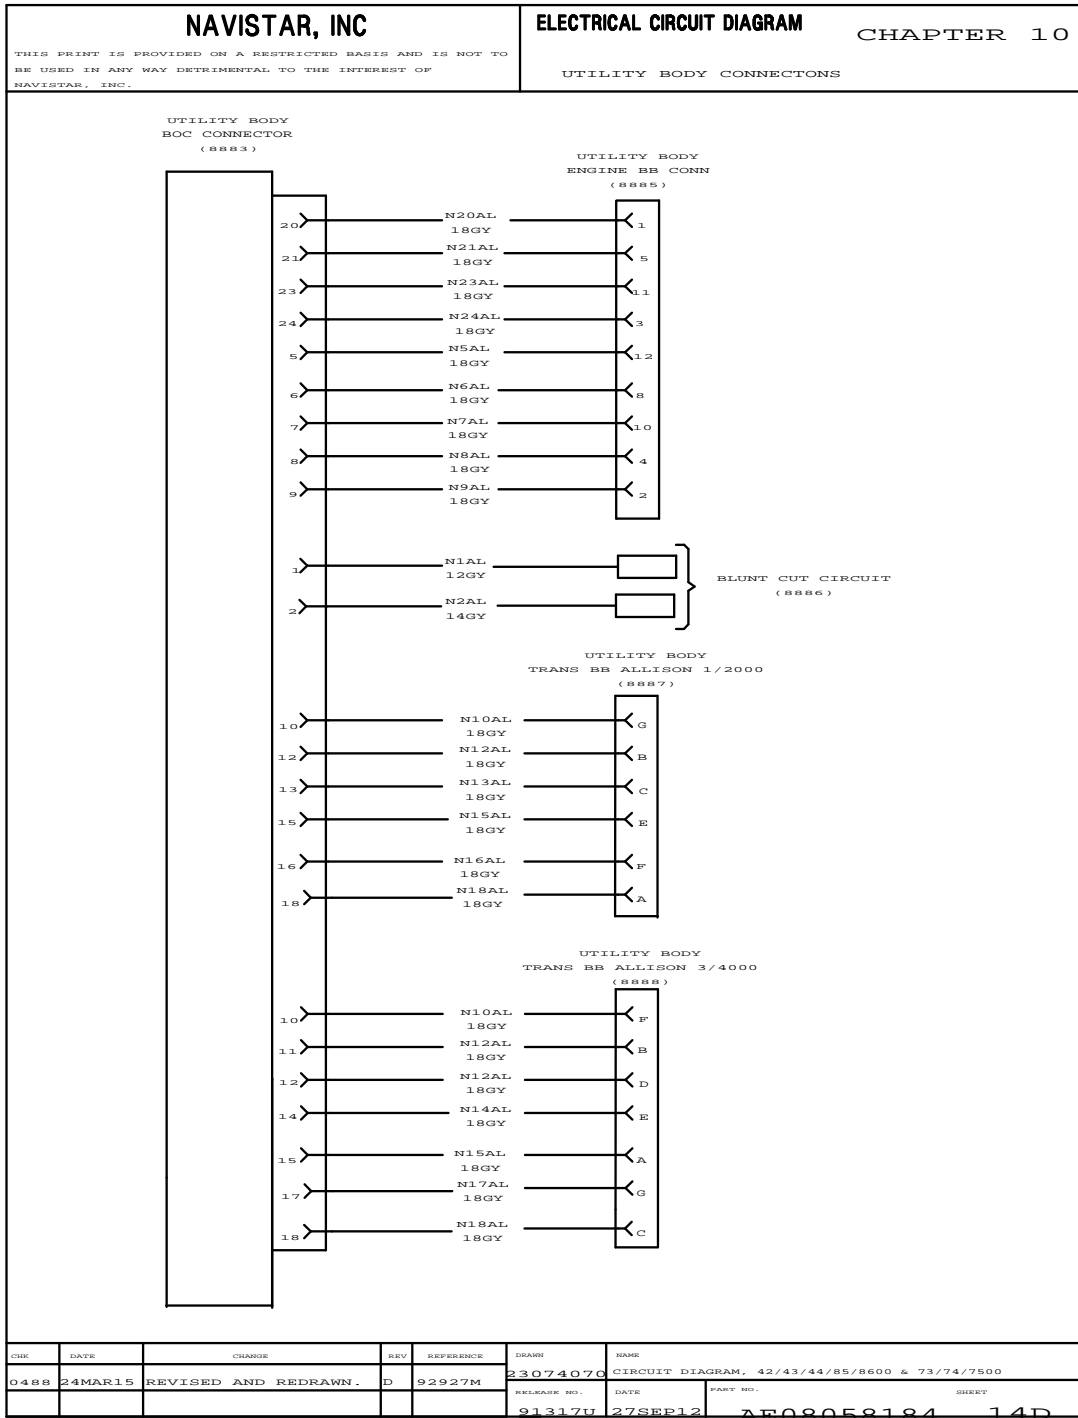 NAVISTAR, INC
THIS PRINT IS PROVIDED ON A RESTRICTED BASIS AND IS NOT TO
BE USED IN ANY WAY DETRIMENTAL TO THE INTEREST OF
NAVISTAR, INC.
ELECTRICAL CIRCUIT DIAGRAM
CHAPTER 10
UTILITY BODY CONNECTONS
UTILITY BODY
BOC CONNECTOR
(8883)
UTILITY BODY
ENGINE BB CONN
(8885)
20 N20AL 1
18GY
21 N21AL 5
18GY
23 N23AL 11
18GY
24 N24AL 3
18GY
5 N5AL 12
18GY
6 N6AL 8
18GY
7 N7AL 10
18GY
8 N8AL 4
18GY
9 N9AL 2
18GY
1 N1AL
12GY
2 N2AL
14GY
BLUNT CUT CIRCUIT
(8886)
UTILITY BODY
TRANS BB ALLISON 1/2000
(8887)
10 N10AL G
18GY
12 N12AL B
18GY
13 N13AL C
18GY
15 N15AL E
18GY
16 N16AL F
18GY
18 N18AL A
18GY
UTILITY BODY
TRANS BB ALLISON 3/4000
(8888)
10 N10AL F
18GY
11 N12AL B
18GY
12 N12AL D
18GY
14 N14AL E
18GY
15 N15AL A
18GY
17 N17AL G
18GY
18 N18AL C
18GY
CHK DATE CHANGE REV REFERENCE DRAWN NAME
0488 24MAR15 REVISED AND REDRAWN. D 92927M 23074070 CIRCUIT DIAGRAM, 42/43/44/85/8600 & 73/74/7500
RELEASE NO. DATE PART NO. SHEET
91317U 27SEP12 AE08058184 14D